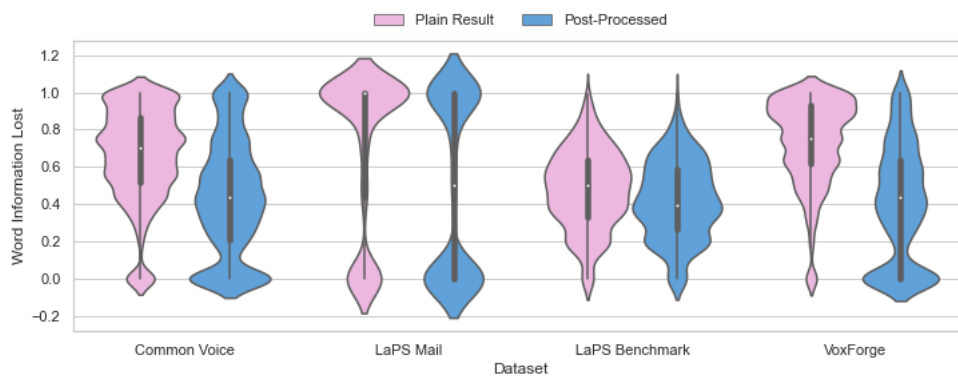 Plain Result Post-Processed
1.2
1.0
0.8
0.6
0.4
0.2
0.0
−0.2
Word Information Lost
Common Voice LaPS Mail LaPS Benchmark VoxForge
Dataset